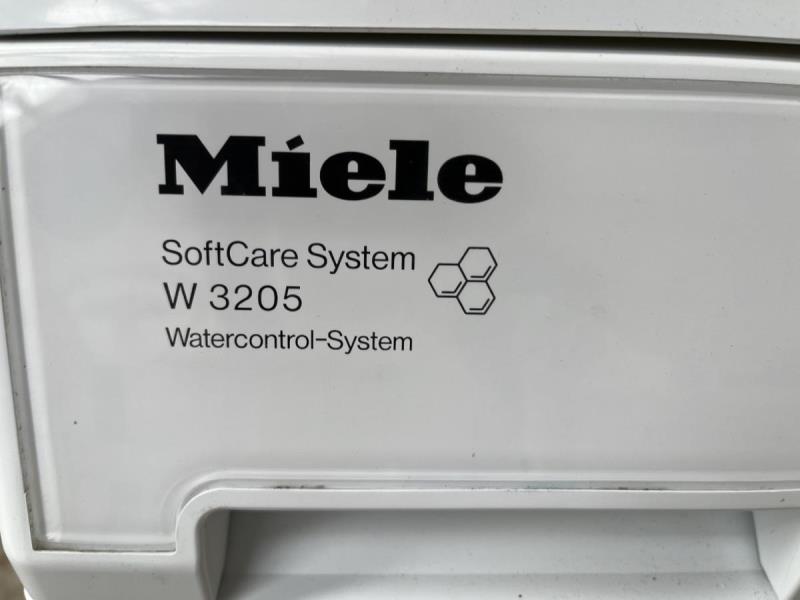 Miele
SoftCare System
W 3205
Watercontrol-System